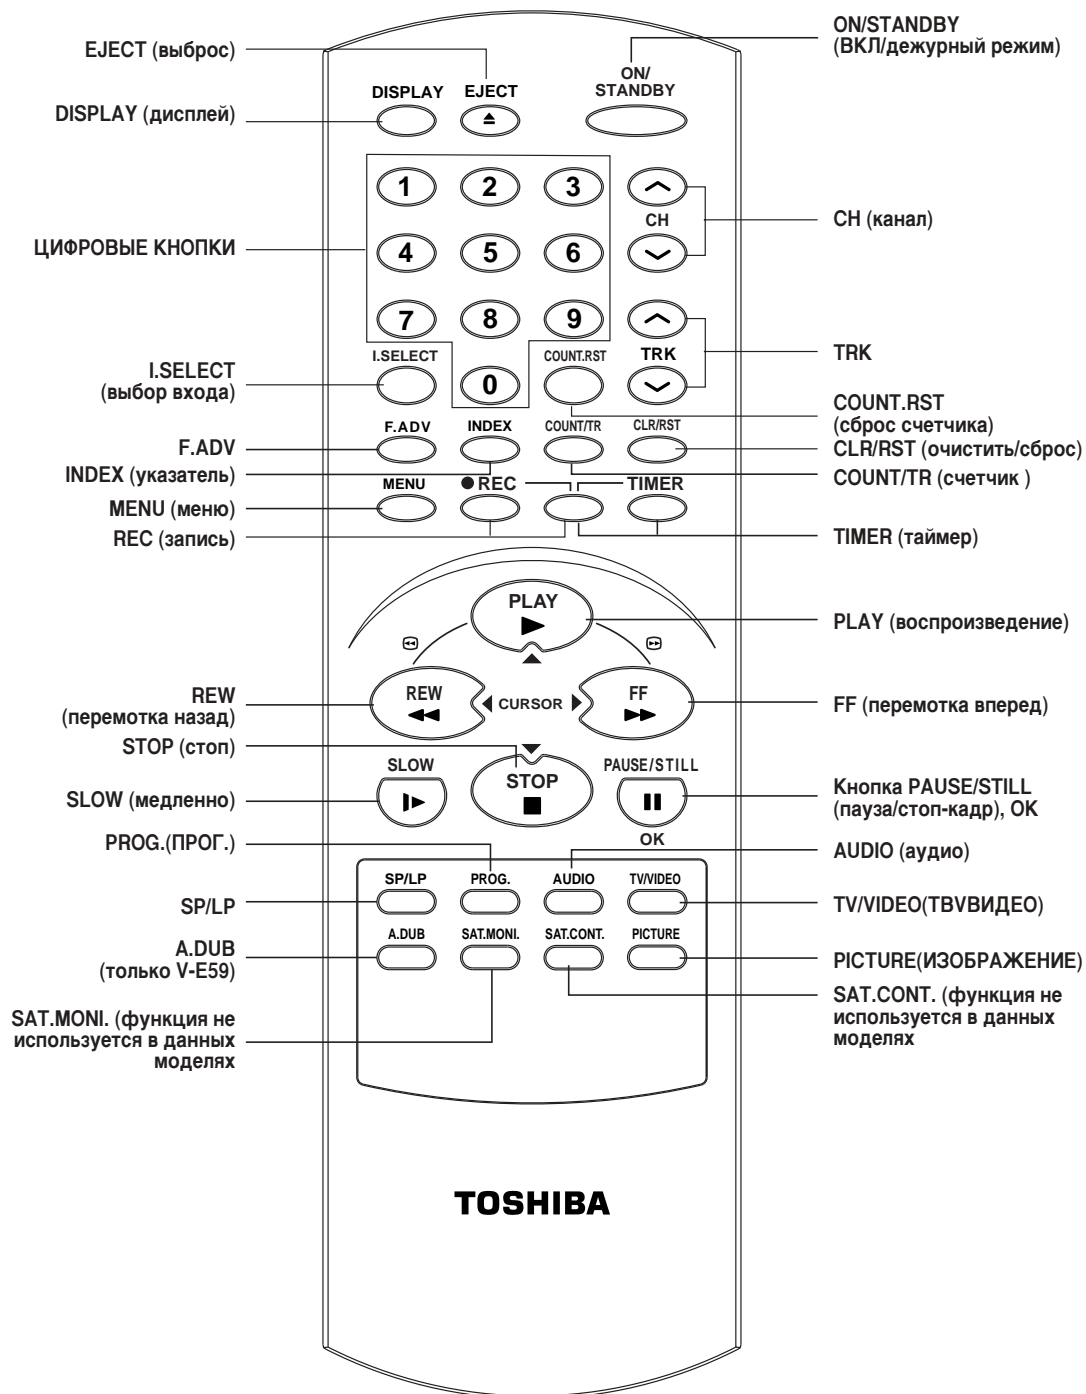 ON/STANDBY
(ВКЛ/дежурный режим)
EJECT (выброс)
DISPLAY (дисплей)
DISPLAY EJECT ON/
STANDBY
1 2 3
CH
CH (канал)
ЦИФРОВЫЕ КНОПКИ
4 5 6
7 8 9
I.SELECT COUNT.RST TRK
TRK
I.SELECT
(выбор входа)
0
COUNT.RST
(сброс счетчика)
F.ADV INDEX COUNT/TR CLR/RST
F.ADV
CLR/RST (очистить/сброс)
INDEX (указатель)
COUNT/TR (счетчик )
MENU REC TIMER
MENU (меню)
REC (запись)
TIMER (таймер)
PLAY
PLAY (воспроизведение)
REW
(перемотка назад)
REW CURSOR FF
FF (перемотка вперед)
STOP (стоп)
SLOW STOP PAUSE/STILL
SLOW (медленно)
Кнопка PAUSE/STILL
(пауза/стоп-кадр), OK
OK
PROG.(ПРОГ.)
AUDIO (аудио)
SP/LP PROG. AUDIO TV/VIDEO
SP/LP
TV/VIDEO(ТВVВИДЕО)
A.DUB SAT.MONI. SAT.CONT. PICTURE
A.DUB
(только V-E59)
PICTURE(ИЗОБРАЖЕНИЕ)
SAT.MONI. (функция не
используется в данных
моделях
SAT.CONT. (функция не
используется в данных
моделях
TOSHIBA